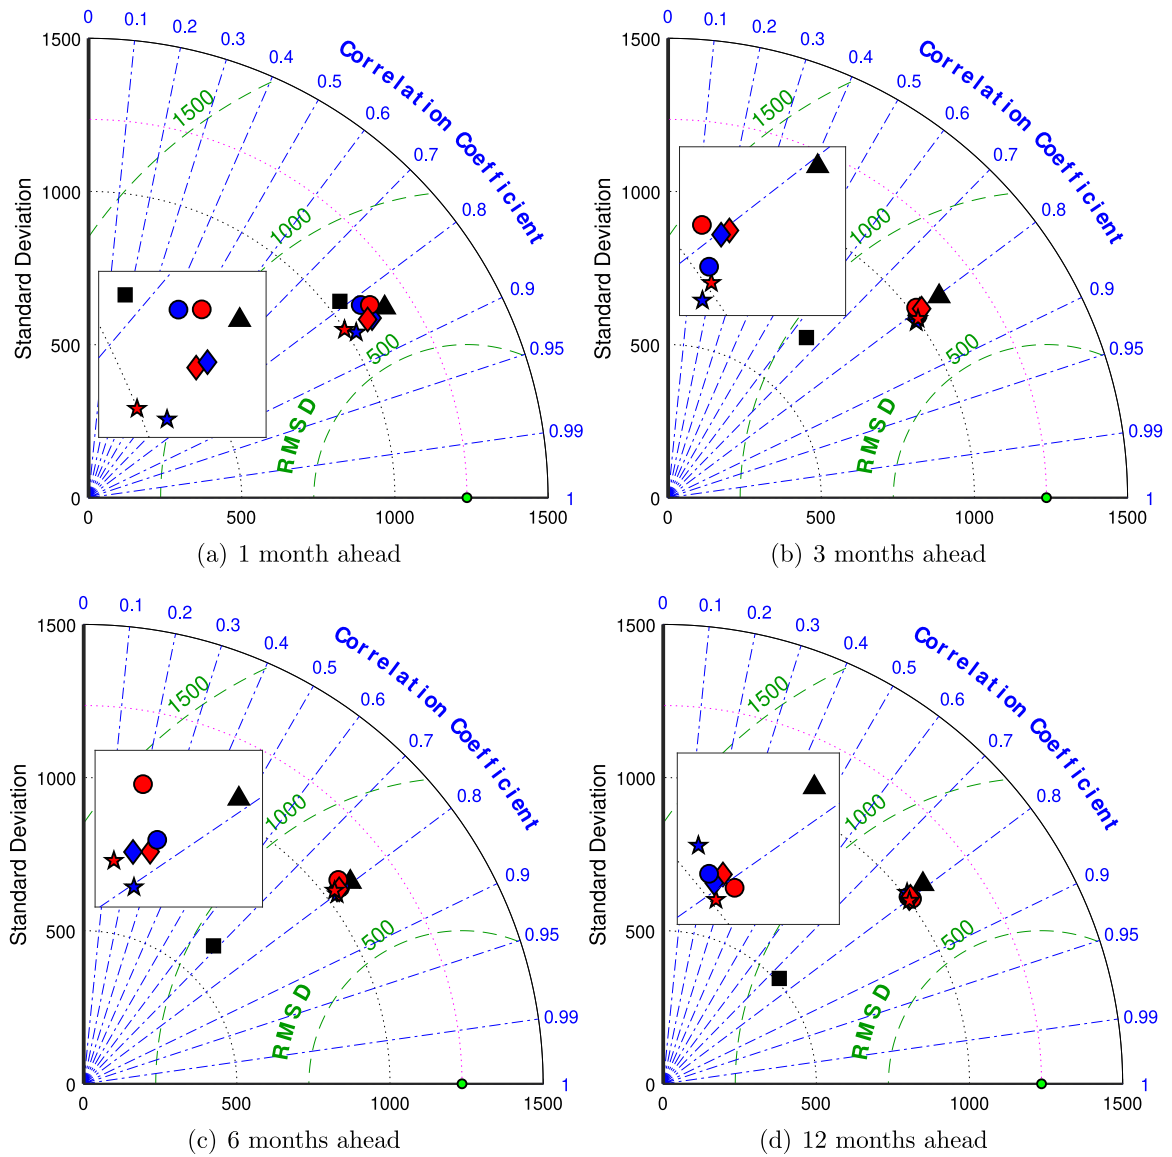 0 0.1 0.2 0.3 0.4 0.5 0.6 0.7 0.8 0.9 0.95 0.99 1
Correlation Coefficient
Standard Deviation
1500
1000
500
0
0 500 1000 1500
1500
1000
500
RMSD
(a) 1 month ahead
0 0.1 0.2 0.3 0.4 0.5 0.6 0.7 0.8 0.9 0.95 0.99 1
Correlation Coefficient
Standard Deviation
1500
1000
500
0
0 500 1000 1500
1500
1000
500
RMSD
(b) 3 months ahead
0 0.1 0.2 0.3 0.4 0.5 0.6 0.7 0.8 0.9 0.95 0.99 1
Correlation Coefficient
Standard Deviation
1500
1000
500
0
0 500 1000 1500
1500
1000
500
RMSD
(c) 6 months ahead
0 0.1 0.2 0.3 0.4 0.5 0.6 0.7 0.8 0.9 0.95 0.99 1
Correlation Coefficient
Standard Deviation
1500
1000
500
0
0 500 1000 1500
1500
1000
500
RMSD
(d) 12 months ahead